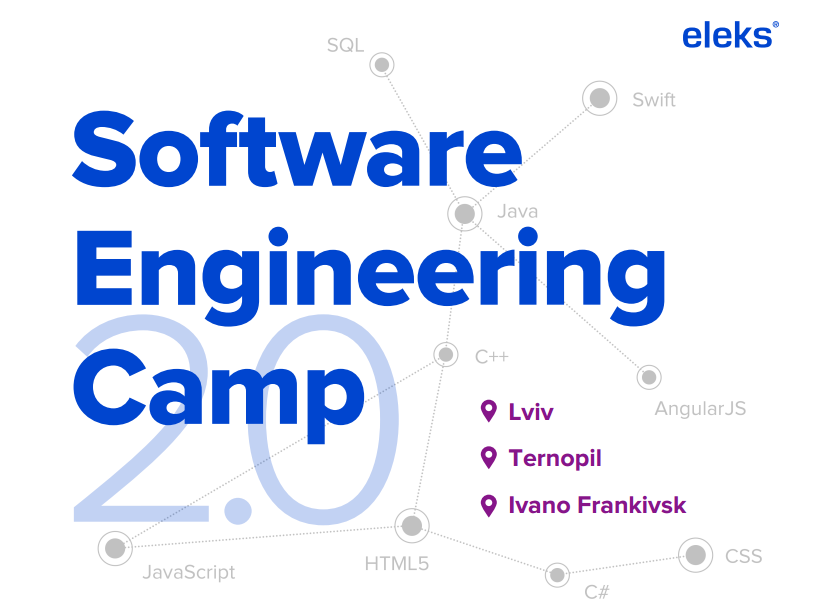 eleks®
SQL
Swift
Software
Java
Engineering
2.0
C++
Camp
AngularJS
Lviv
Ternopil
Ivano Frankivsk
HTML5
CSS
JavaScript
C#